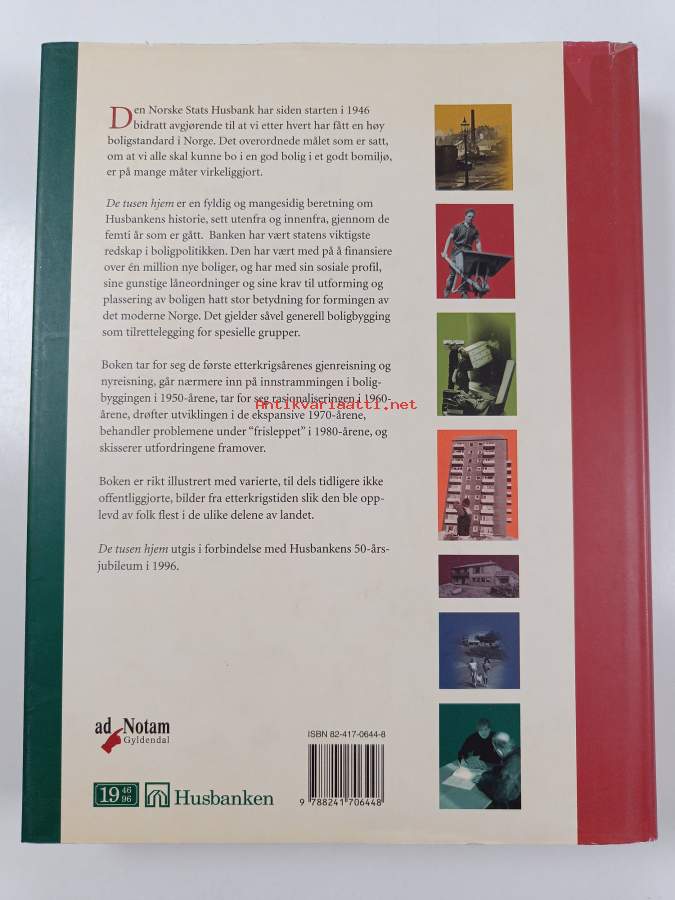 Den Norske Stats Husbank har siden starten i 1946
bidratt avgjørende til at vi etter hvert har fått en høy
boligstandard i Norge. Det overordnede målet som er satt,
om at vi alle skal kunne bo i en god bolig i et godt bomiljø,
er på mange måter virkeliggjort.
De tusen hjem er en fyldig og mangesidig beretning om
Husbankens historie, sett utenfra og innenfra, gjennom de
femti år som er gått. Banken har vært statens viktigste
redskap i boligpolitikken. Den har vært med på å finansiere
over én million nye boliger, og har med sin sosiale profil,
sine gunstige låneordninger og sine krav til utforming og
plassering av boligen hatt stor betydning for formingen av
det moderne Norge. Det gjelder såvel generell boligbygging
som tilrettelegging for spesielle grupper.
Boken tar for seg de første etterkrigsårenes gjenreisning og
nyreisning, går nærmere inn på innstrammingen i bolig-
byggingen i 1950-årene, tar for seg rasjonaliseringen i 1960-
Antikvariaatti.net
årene, drøfter utviklingen i de ekspansive 1970-årene,
behandler problemene under “frisleppet” i 1980-årene, og
skisserer utfordringene framover.
Boken er rikt illustrert med varierte, til dels tidligere ikke
offentliggjorte, bilder fra etterkrigstiden slik den ble opp-
levd av folk flest i de ulike delene av landet.
De tusen hjem utgis i forbindelse med Husbankens 50-års-
jubileum i 1996.
ad Notam
Gyldendal
ISBN 82-417-0644-8
9 788241 706448
19 46 96 Husbanken